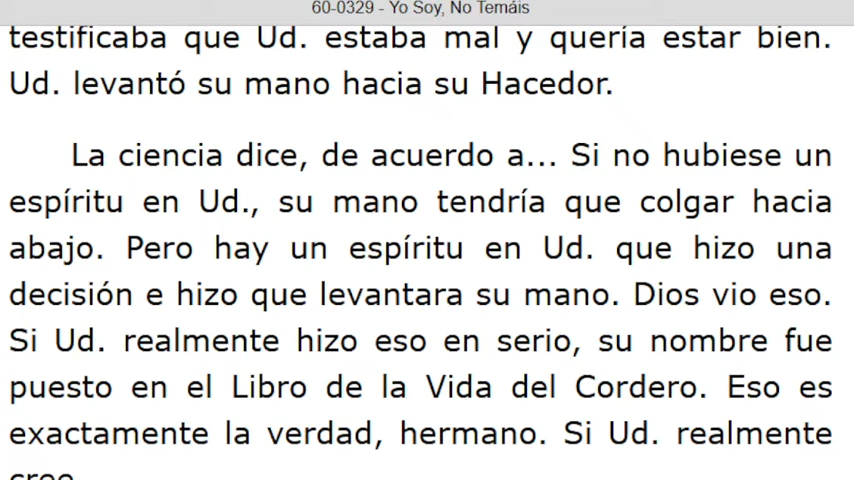 60-0329 - Yo Soy, No Temáis
testificaba que Ud. estaba mal y quería estar bien.
Ud. levantó su mano hacia su Hacedor.
La ciencia dice, de acuerdo a... Si no hubiese un
espíritu en Ud., su mano tendría que colgar hacia
abajo. Pero hay un espíritu en Ud. que hizo una
decisión e hizo que levantara su mano. Dios vio eso.
Si Ud. realmente hizo eso en serio, su nombre fue
puesto en el Libro de la Vida del Cordero. Eso es
exactamente la verdad, hermano. Si Ud. realmente